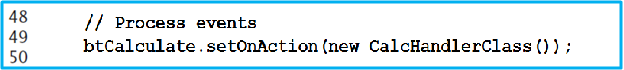 48
49 // Process events
50 btCalculate.setOnAction(new CalcHandlerClass());